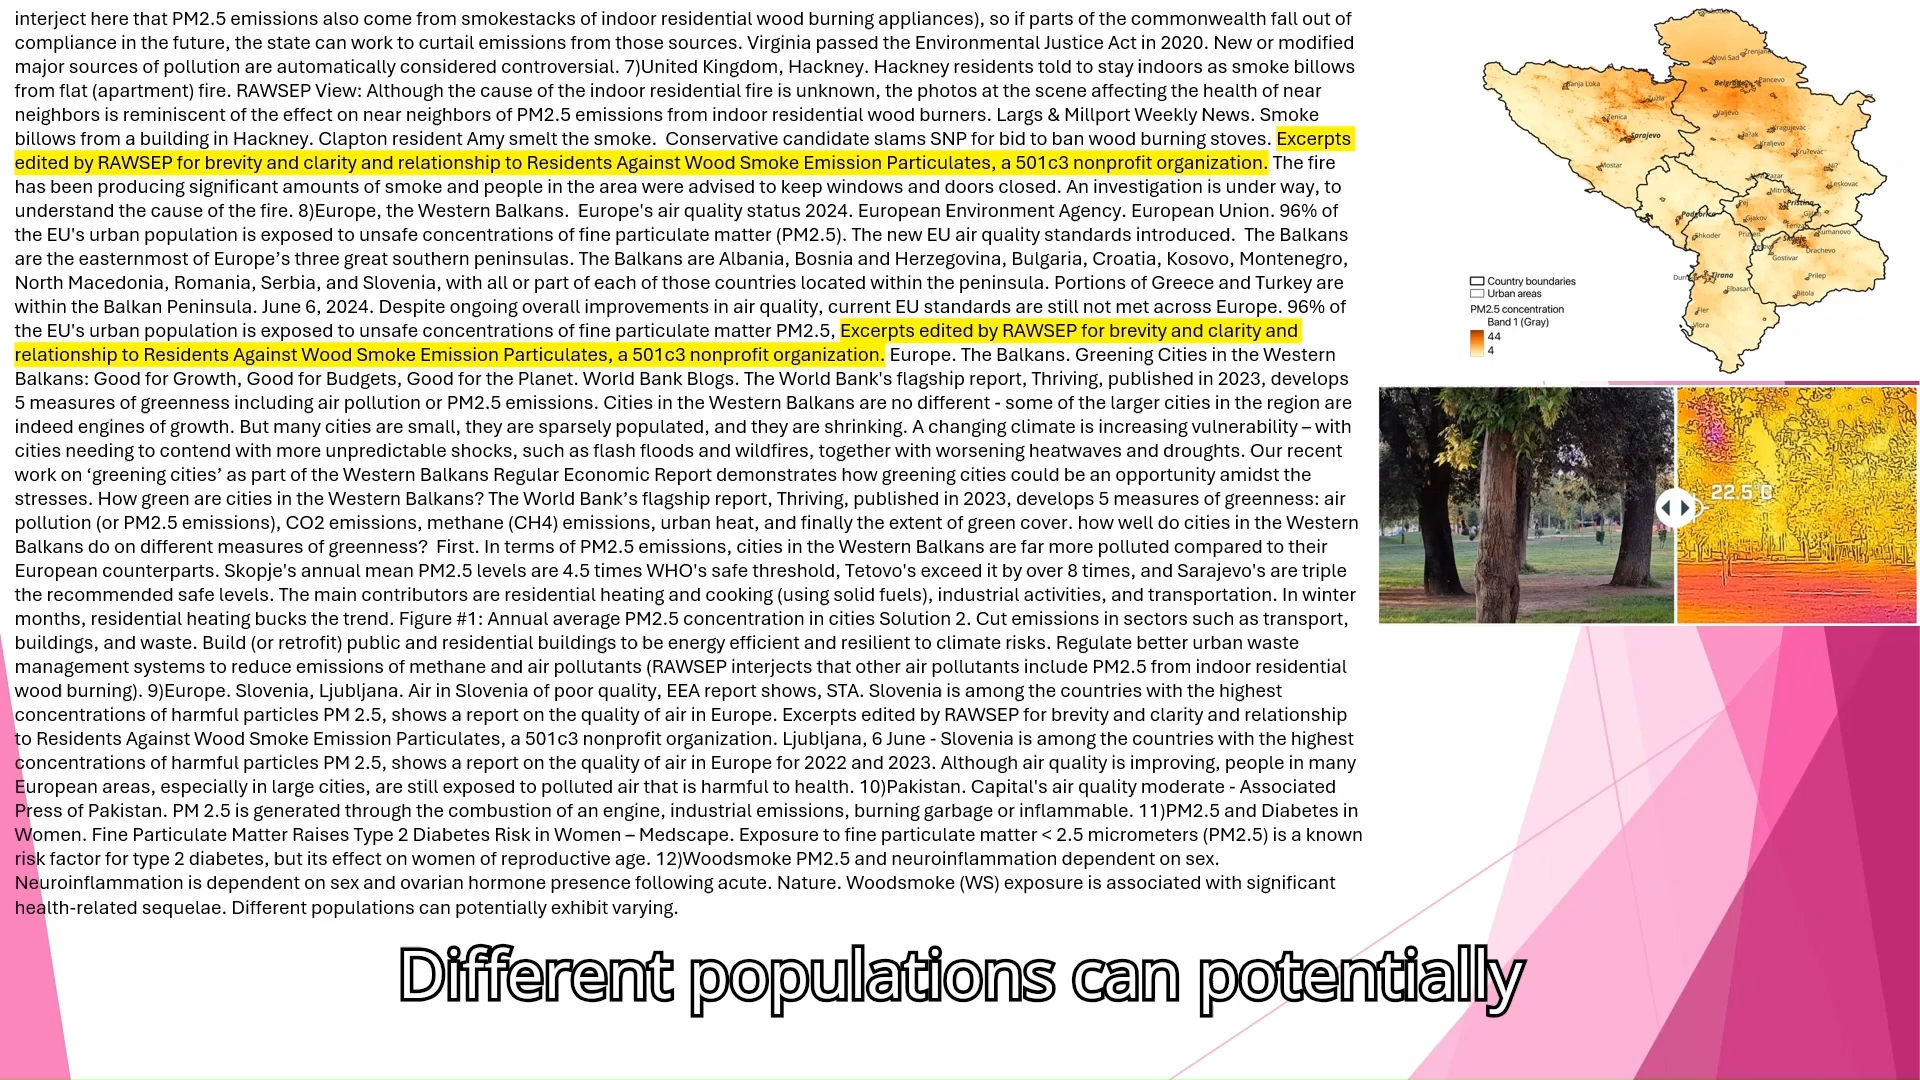 interject here that PM2.5 emissions also come from smokestacks of indoor residential wood burning appliances), so if parts of the commonwealth fall out of
compliance in the future, the state can work to curtail emissions from those sources. Virginia passed the Environmental Justice Act in 2020. New or modified
major sources of pollution are automatically considered controversial. 7)United Kingdom, Hackney. Hackney residents told to stay indoors as smoke billows
from flat (apartment) fire. RAWSEP View: Although the cause of the indoor residential fire is unknown, the photos at the scene affecting the health of near
neighbors is reminiscent of the effect on near neighbors of PM2.5 emissions from indoor residential wood burners. Largs & Millport Weekly News. Smoke
billows from a building in Hackney. Clapton resident Amy smelt the smoke.  Conservative candidate slams SNP for bid to ban wood burning stoves. Excerpts
edited by RAWSEP for brevity and clarity and relationship to Residents Against Wood Smoke Emission Particulates, a 501c3 nonprofit organization. The fire
has been producing significant amounts of smoke and people in the area were advised to keep windows and doors closed. An investigation is under way, to
understand the cause of the fire. 8)Europe, the Western Balkans.  Europe's air quality status 2024. European Environment Agency. European Union. 96% of
the EU's urban population is exposed to unsafe concentrations of fine particulate matter (PM2.5). The new EU air quality standards introduced.  The Balkans
are the easternmost of Europe’s three great southern peninsulas. The Balkans are Albania, Bosnia and Herzegovina, Bulgaria, Croatia, Kosovo, Montenegro,
North Macedonia, Romania, Serbia, and Slovenia, with all or part of each of those countries located within the peninsula. Portions of Greece and Turkey are
within the Balkan Peninsula. June 6, 2024. Despite ongoing overall improvements in air quality, current EU standards are still not met across Europe. 96% of
the EU's urban population is exposed to unsafe concentrations of fine particulate matter PM2.5, Excerpts edited by RAWSEP for brevity and clarity and
relationship to Residents Against Wood Smoke Emission Particulates, a 501c3 nonprofit organization. Europe. The Balkans. Greening Cities in the Western
Balkans: Good for Growth, Good for Budgets, Good for the Planet. World Bank Blogs. The World Bank's flagship report, Thriving, published in 2023, develops
5 measures of greenness including air pollution or PM2.5 emissions. Cities in the Western Balkans are no different - some of the larger cities in the region are
indeed engines of growth. But many cities are small, they are sparsely populated, and they are shrinking. A changing climate is increasing vulnerability – with
cities needing to contend with more unpredictable shocks, such as flash floods and wildfires, together with worsening heatwaves and droughts. Our recent
work on ‘greening cities’ as part of the Western Balkans Regular Economic Report demonstrates how greening cities could be an opportunity amidst the
stresses. How green are cities in the Western Balkans? The World Bank’s flagship report, Thriving, published in 2023, develops 5 measures of greenness: air
pollution (or PM2.5 emissions), CO2 emissions, methane (CH4) emissions, urban heat, and finally the extent of green cover. how well do cities in the Western
Balkans do on different measures of greenness?  First. In terms of PM2.5 emissions, cities in the Western Balkans are far more polluted compared to their
European counterparts. Skopje's annual mean PM2.5 levels are 4.5 times WHO's safe threshold, Tetovo's exceed it by over 8 times, and Sarajevo's are triple
the recommended safe levels. The main contributors are residential heating and cooking (using solid fuels), industrial activities, and transportation. In winter
months, residential heating bucks the trend. Figure #1: Annual average PM2.5 concentration in cities Solution 2. Cut emissions in sectors such as transport,
buildings, and waste. Build (or retrofit) public and residential buildings to be energy efficient and resilient to climate risks. Regulate better urban waste
management systems to reduce emissions of methane and air pollutants (RAWSEP interjects that other air pollutants include PM2.5 from indoor residential
wood burning). 9)Europe. Slovenia, Ljubljana. Air in Slovenia of poor quality, EEA report shows, STA. Slovenia is among the countries with the highest
concentrations of harmful particles PM 2.5, shows a report on the quality of air in Europe. Excerpts edited by RAWSEP for brevity and clarity and relationship
to Residents Against Wood Smoke Emission Particulates, a 501c3 nonprofit organization. Ljubljana, 6 June - Slovenia is among the countries with the highest
concentrations of harmful particles PM 2.5, shows a report on the quality of air in Europe for 2022 and 2023. Although air quality is improving, people in many
European areas, especially in large cities, are still exposed to polluted air that is harmful to health. 10)Pakistan. Capital's air quality moderate - Associated
Press of Pakistan. PM 2.5 is generated through the combustion of an engine, industrial emissions, burning garbage or inflammable. 11)PM2.5 and Diabetes in
Women. Fine Particulate Matter Raises Type 2 Diabetes Risk in Women – Medscape. Exposure to fine particulate matter < 2.5 micrometers (PM2.5) is a known
risk factor for type 2 diabetes, but its effect on women of reproductive age. 12)Woodsmoke PM2.5 and neuroinflammation dependent on sex.
Neuroinflammation is dependent on sex and ovarian hormone presence following acute. Nature. Woodsmoke (WS) exposure is associated with significant
health-related sequelae. Different populations can potentially exhibit varying.
Novi Sad
Zrenjanin
Banja Luka
Belgrade
Pancevo
Tuzla
Valjevo
Zenica
Sarajevo
Kragujevac
Kraljevo
Krusevac
Mostar
Novi Pazar
Leskovac
Mitrovic
Pristina
Podgorica
Gjakov
Shkoder
Kumanovo
Skopje
Drachevo
Gostivar
Tirana
Prilep
Elbasan
Bitola
Fier
Vlora
Country boundaries
Urban areas
PM2.5 concentration
Band 1 (Gray)
44
4
22.5°C
Different populations can potentially